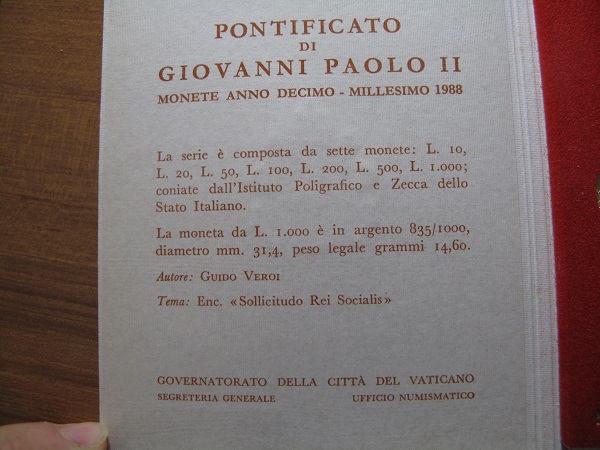 PONTIFICATO
DI
GIOVANNI PAOLO II
MONETE ANNO DECIMO - MILLESIMO 1988
La serie è composta da sette monete: L. 10,
L. 20, L. 50, L. 100, L. 200, L. 500, L. 1.000;
coniate dall'Istituto Poligrafico e Zecca dello
Stato Italiano.
La moneta da L. 1.000 è in argento 835/1000,
diametro mm. 31,4, peso legale grammi 14,60.
Autore: GUIDO VEROI
Tema: Enc. «Sollicitudo Rei Socialis»
GOVERNATORATO DELLA CITTÀ DEL VATICANO
SEGRETERIA GENERALE UFFICIO NUMISMATICO